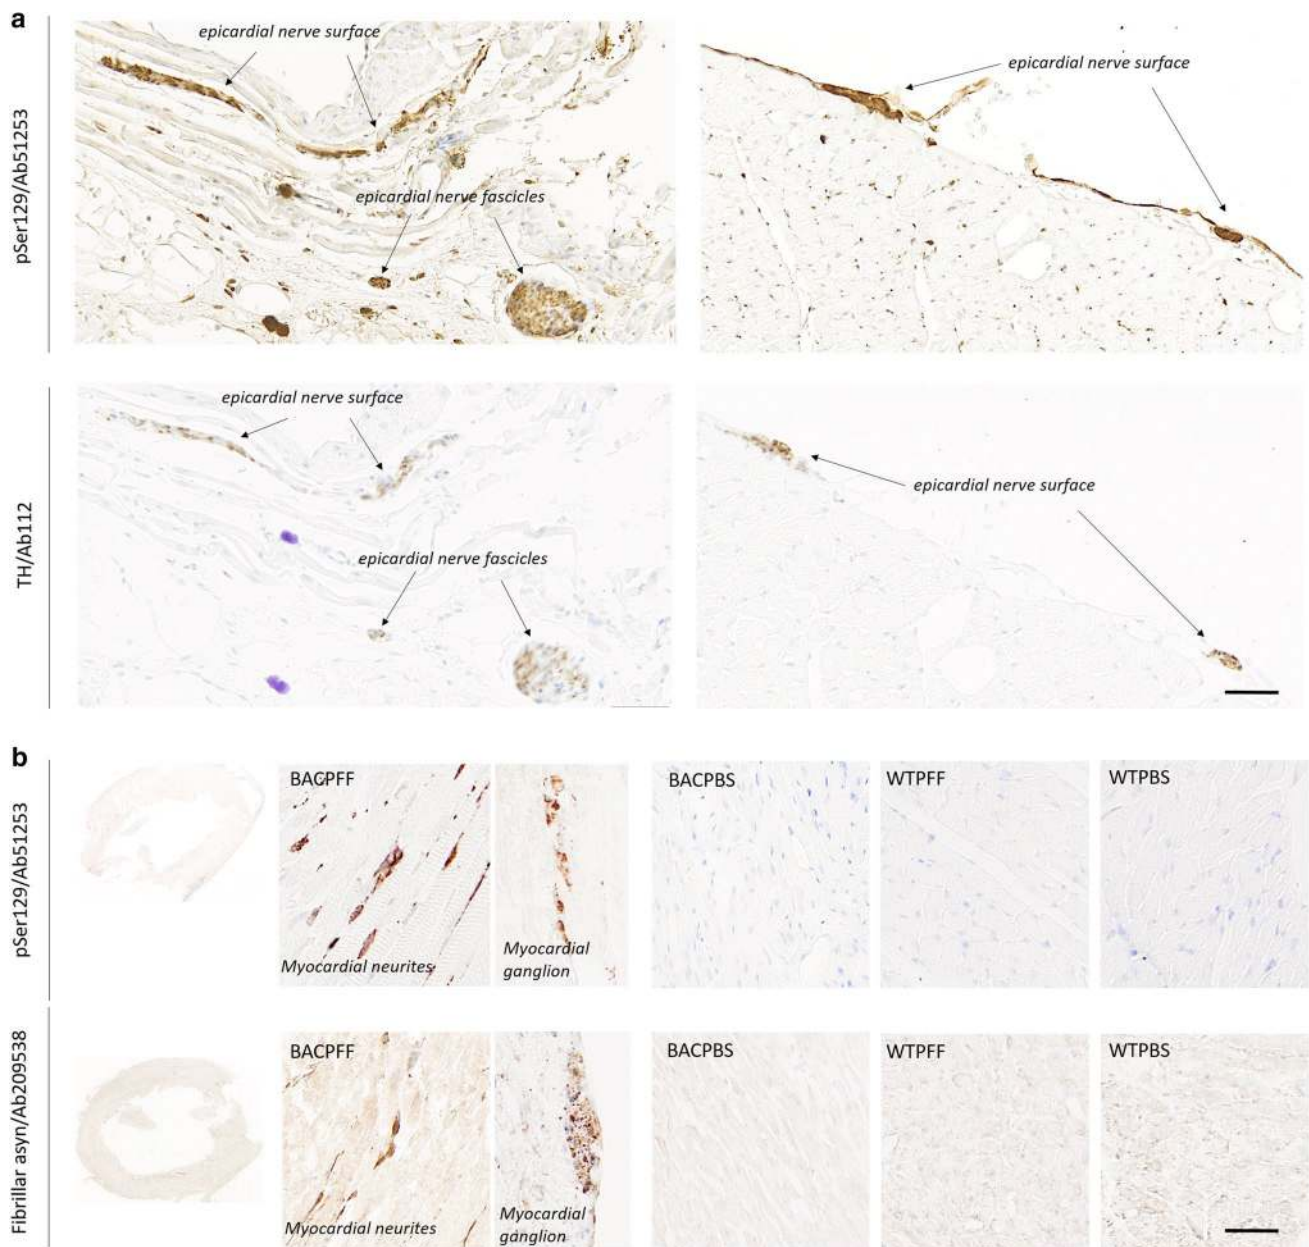 a
pSer129/Ab51253
epicardial nerve surface
epicardial nerve fascicles
epicardial nerve surface
TH/Ab112
epicardial nerve surface
epicardial nerve fascicles
epicardial nerve surface
b
pSer129/Ab51253
BACPFF
Myocardial neurites
Myocardial
ganglion
BACPBS
WTPFF
WTPBS
Fibrillar asyn/Ab209538
BACPFF
Myocardial neurites
Myocardial
ganglion
BACPBS
WTPFF
WTPBS